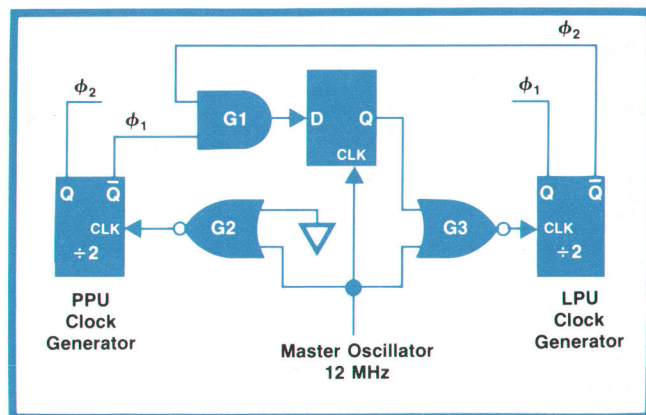 ϕ2
ϕ2
ϕ1
ϕ1
G1
D Q
CLK
Q Q̅
Q Q̅
CLK
÷2
G2
G3
CLK
÷2
PPU
Clock
Generator
Master Oscillator
12 MHz
LPU
Clock
Generator